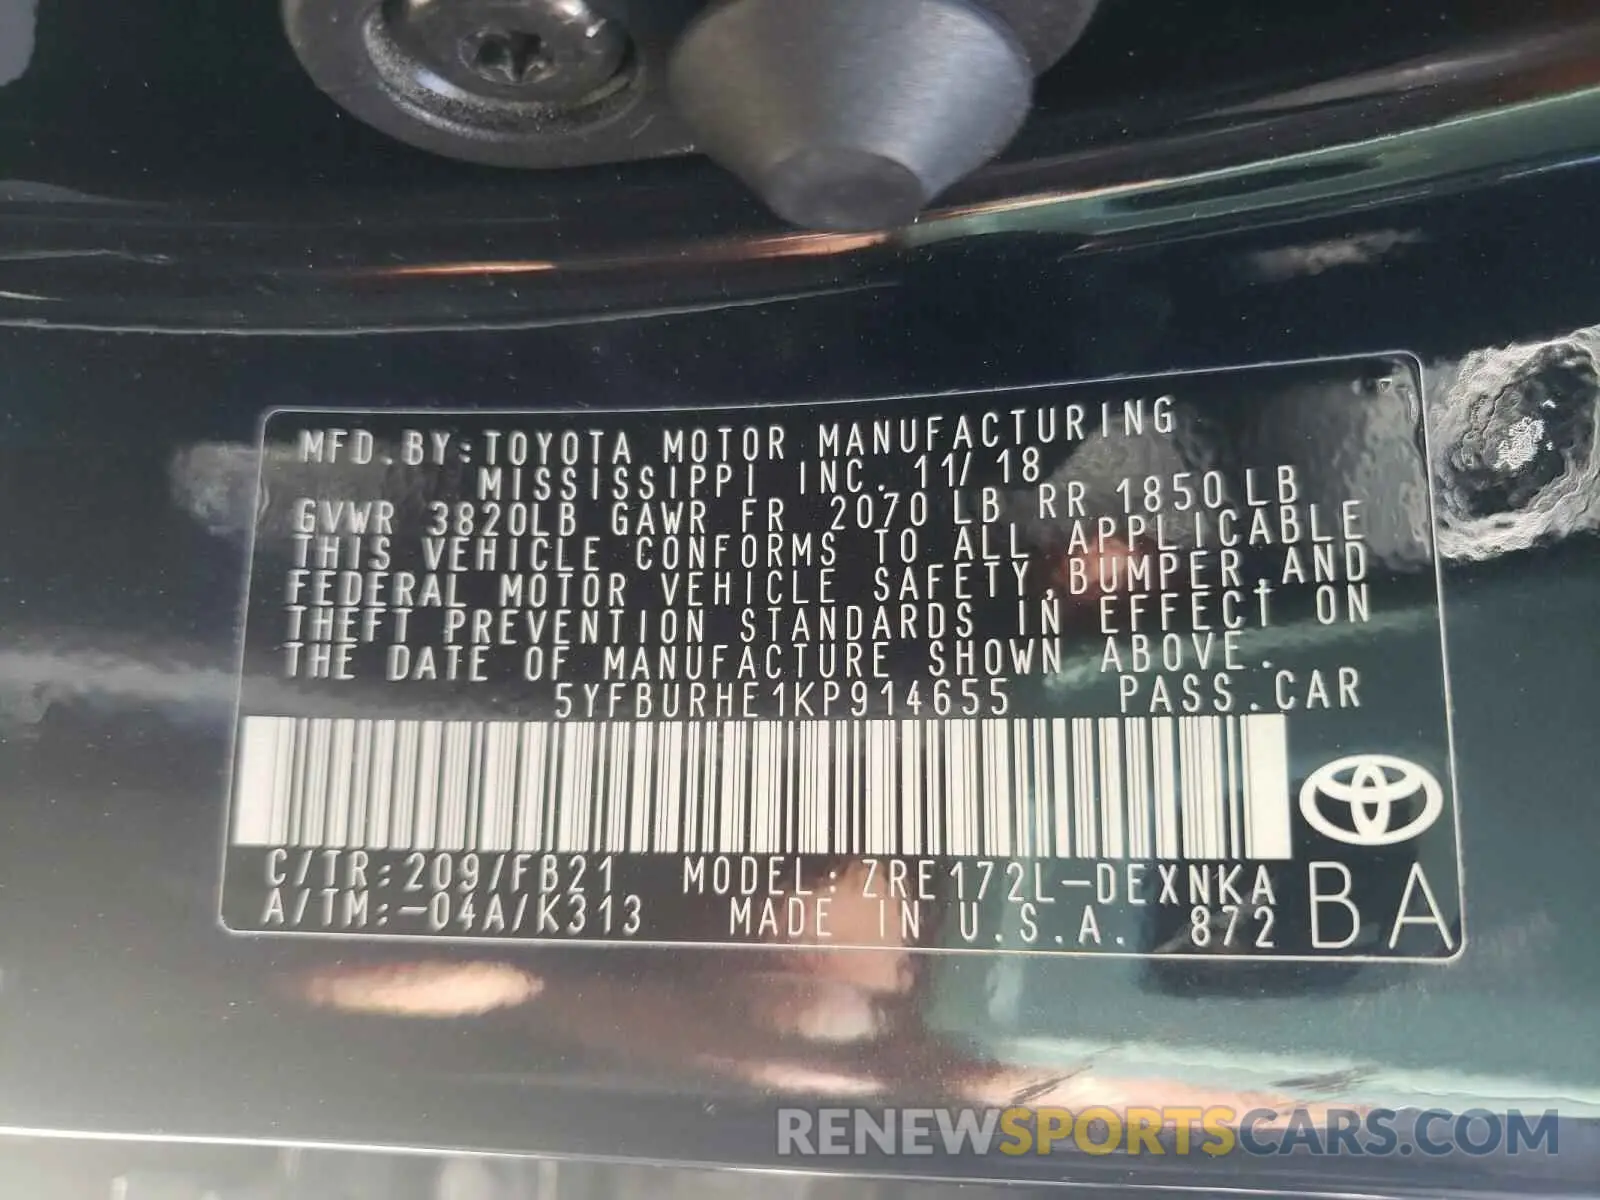 MFD.BY:TOYOTA MOTOR MANUFACTURING
MISSISSIPPI INC. 11/18
GVWR 3820LB GAWR FR 2070LB RR 1850LB
THIS VEHICLE CONFORMS TO ALL APPLICABLE
FEDERAL MOTOR VEHICLE SAFETY,BUMPER,AND
THEFT PREVENTION STANDARDS IN EFFECT ON
THE DATE OF MANUFACTURE SHOWN ABOVE.
5YFBURHE1KP914655 PASS.CAR
C/TR:209/FB21 MODEL:ZRE172L-DEXNKA
A/TM:-04A/K313 MADE IN U.S.A. 872
BA
RENEWSPORTSCARS.COM